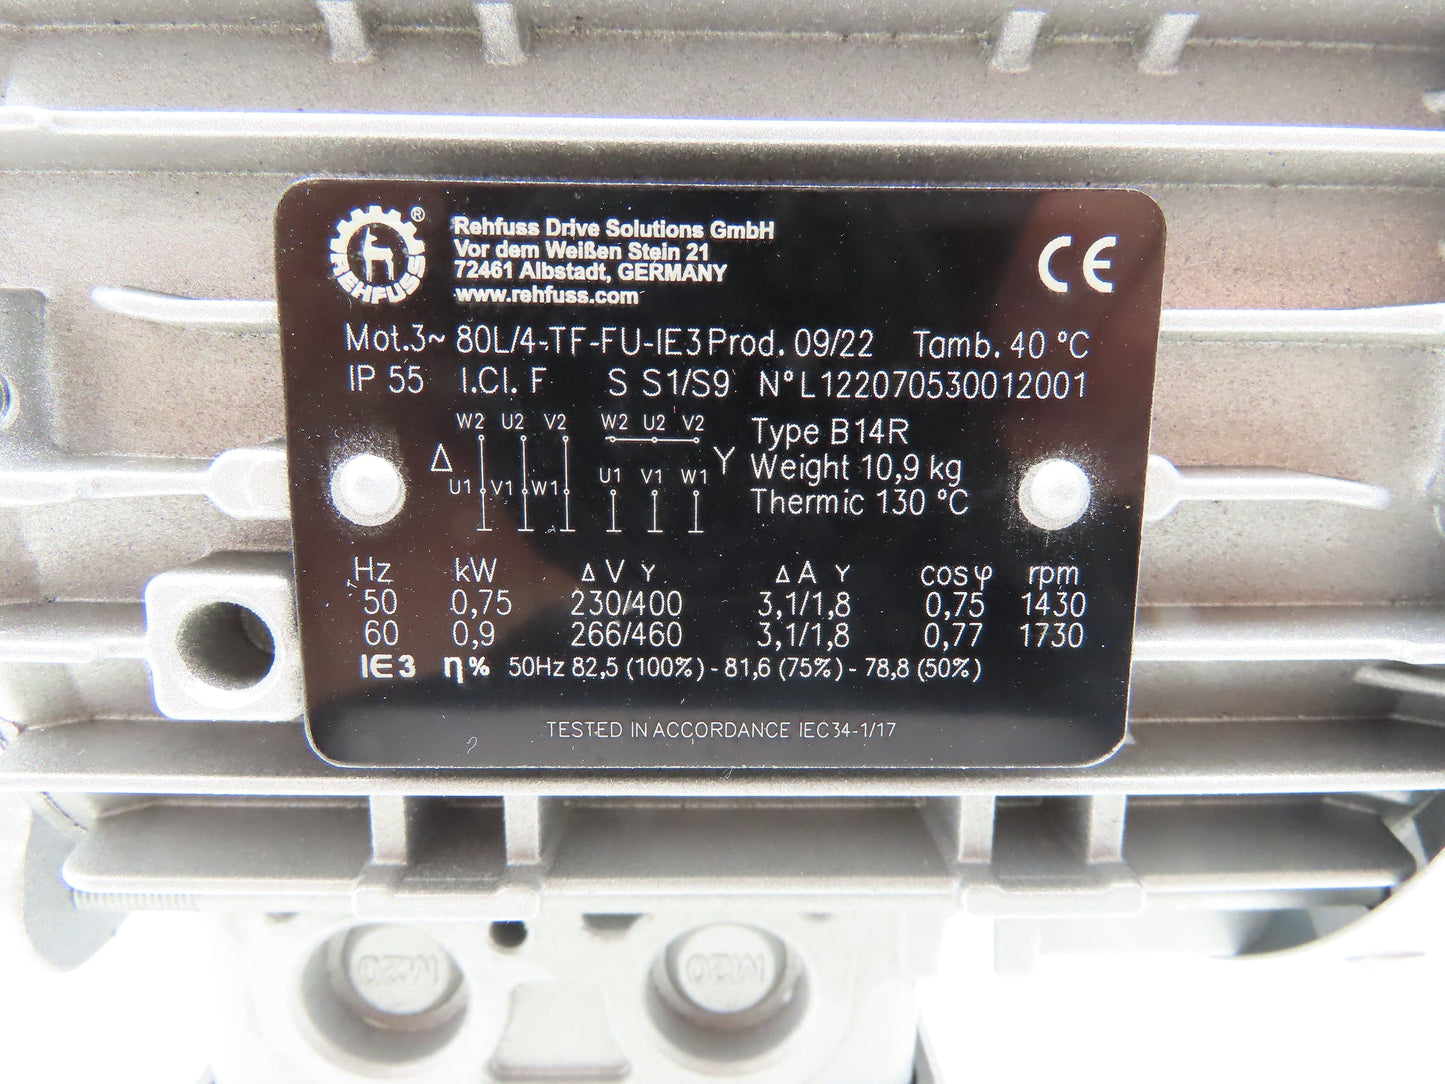 REHFUSS ®
Rehfuss Drive Solutions GmbH
Vor dem Weißen Stein 21
72461 Albstadt, GERMANY
www.rehfuss.com
CE
Mot.3~ 80L/4-TF-FU-IE3 Prod. 09/22 Tamb. 40 °C
IP 55 I.Cl. F S S1/S9 N° L122070530012001
W2 U2 V2 W2 U2 V2
Δ Y
U1 V1 W1 U1 V1 W1
Type B14R
Weight 10,9 kg
Thermic 130 °C
Hz kW Δ V Y Δ A Y cosφ rpm
50 0,75 230/400 3,1/1,8 0,75 1430
60 0,9 266/460 3,1/1,8 0,77 1730
IE3 η% 50Hz 82,5 (100%) - 81,6 (75%) - 78,8 (50%)
TESTED IN ACCORDANCE IEC34-1/17
M20 M20